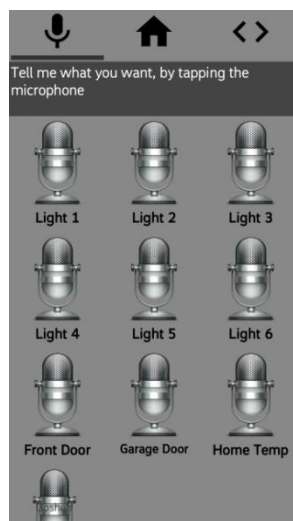 Tell me what you want, by tapping the
microphone
Light 1
Light 2
Light 3
Light 4
Light 5
Light 6
Front Door
Garage Door
Home Temp